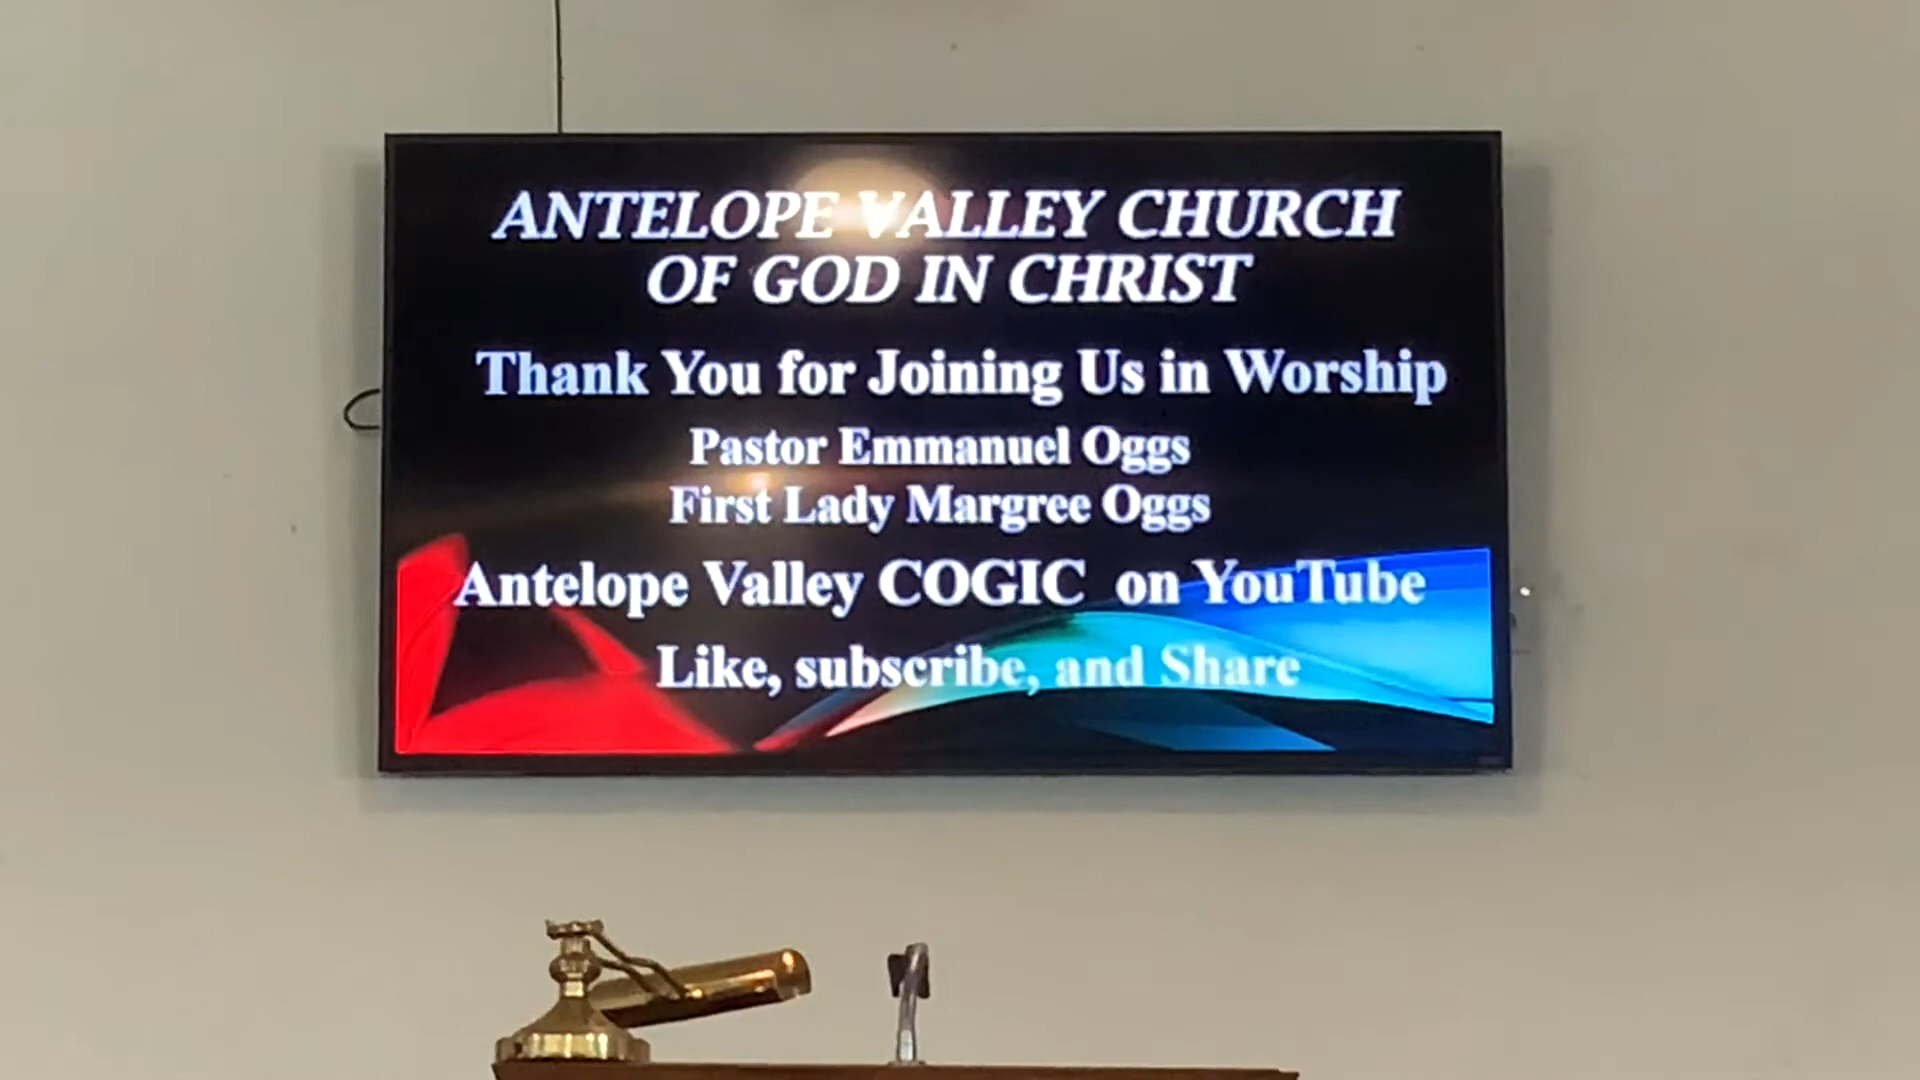 ANTELOPE VALLEY CHURCH
OF GOD IN CHRIST
Thank You for Joining Us in Worship
Pastor Emmanuel Oggs
First Lady Margree Oggs
Antelope Valley COGIC on YouTube
Like, subscribe, and Share